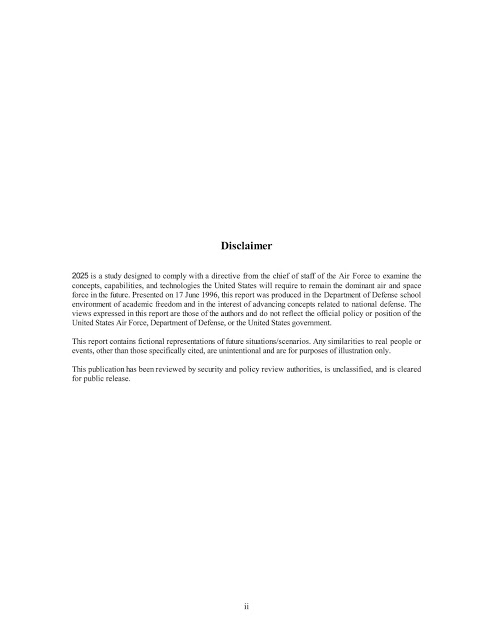 Disclaimer
2025 is a study designed to comply with a directive from the chief of staff of the Air Force to examine the
concepts, capabilities, and technologies the United States will require to remain the dominant air and space
force in the future. Presented on 17 June 1996, this report was produced in the Department of Defense school
environment of academic freedom and in the interest of advancing concepts related to national defense. The
views expressed in this report are those of the authors and do not reflect the official policy or position of the
United States Air Force, Department of Defense, or the United States government.
This report contains fictional representations of future situations/scenarios. Any similarities to real people or
events, other than those specifically cited, are unintentional and are for purposes of illustration only.
This publication has been reviewed by security and policy review authorities, is unclassified, and is cleared
for public release.
ii